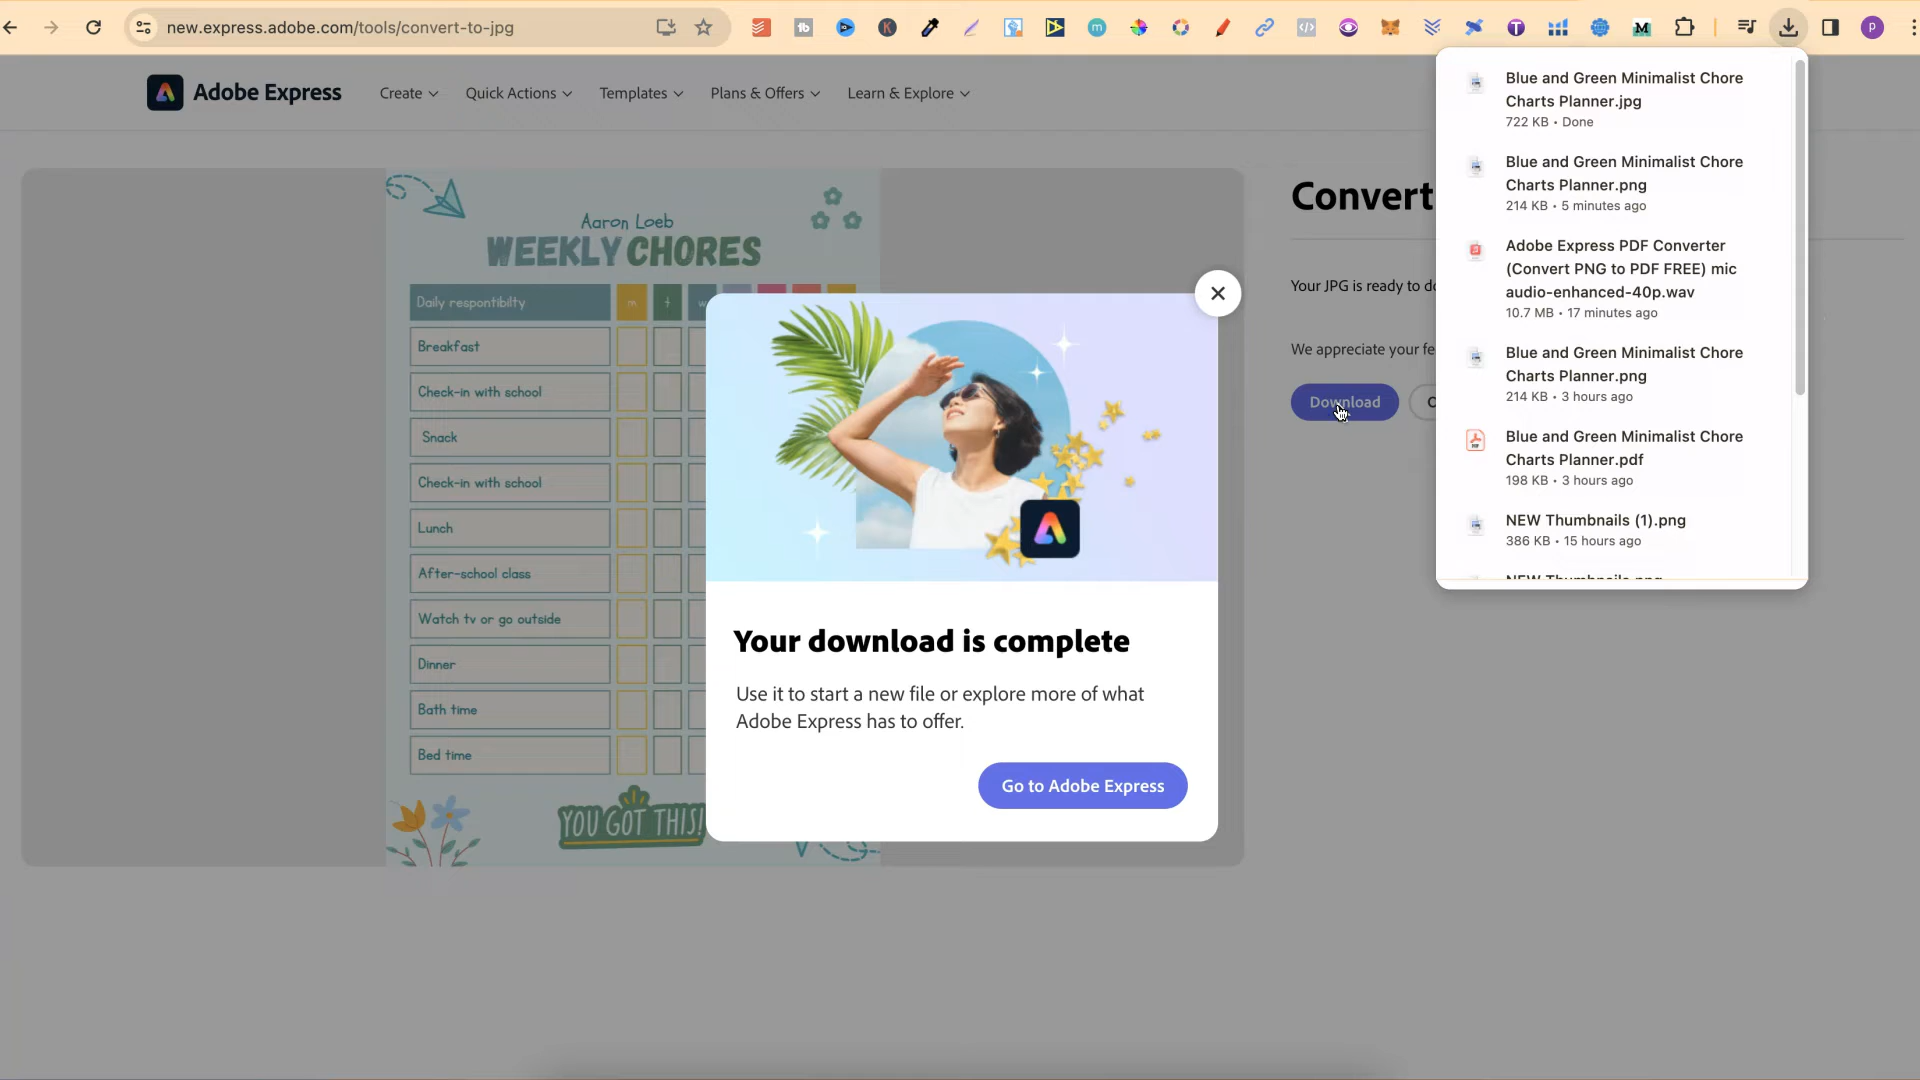 new.express.adobe.com/tools/convert-to-jpg
Adobe Express
Create
Quick Actions
Templates
Plans & Offers
Learn & Explore
Aaron Loeb
WEEKLY CHORES
Daily respontibilty
m
t
w
Breakfast
Check-in with school
Snack
Check-in with school
Lunch
After-school class
Watch tv or go outside
Dinner
Bath time
Bed time
YOU GOT THIS!
Your download is complete
Use it to start a new file or explore more of what
Adobe Express has to offer.
Go to Adobe Express
Convert
Your JPG is ready to do
We appreciate your fe
Download
C
Blue and Green Minimalist Chore
Charts Planner.jpg
722 KB • Done
Blue and Green Minimalist Chore
Charts Planner.png
214 KB • 5 minutes ago
Adobe Express PDF Converter
(Convert PNG to PDF FREE) mic
audio-enhanced-40p.wav
10.7 MB • 17 minutes ago
Blue and Green Minimalist Chore
Charts Planner.png
214 KB • 3 hours ago
Blue and Green Minimalist Chore
Charts Planner.pdf
198 KB • 3 hours ago
NEW Thumbnails (1).png
386 KB • 15 hours ago
NEW Thumbnails.png